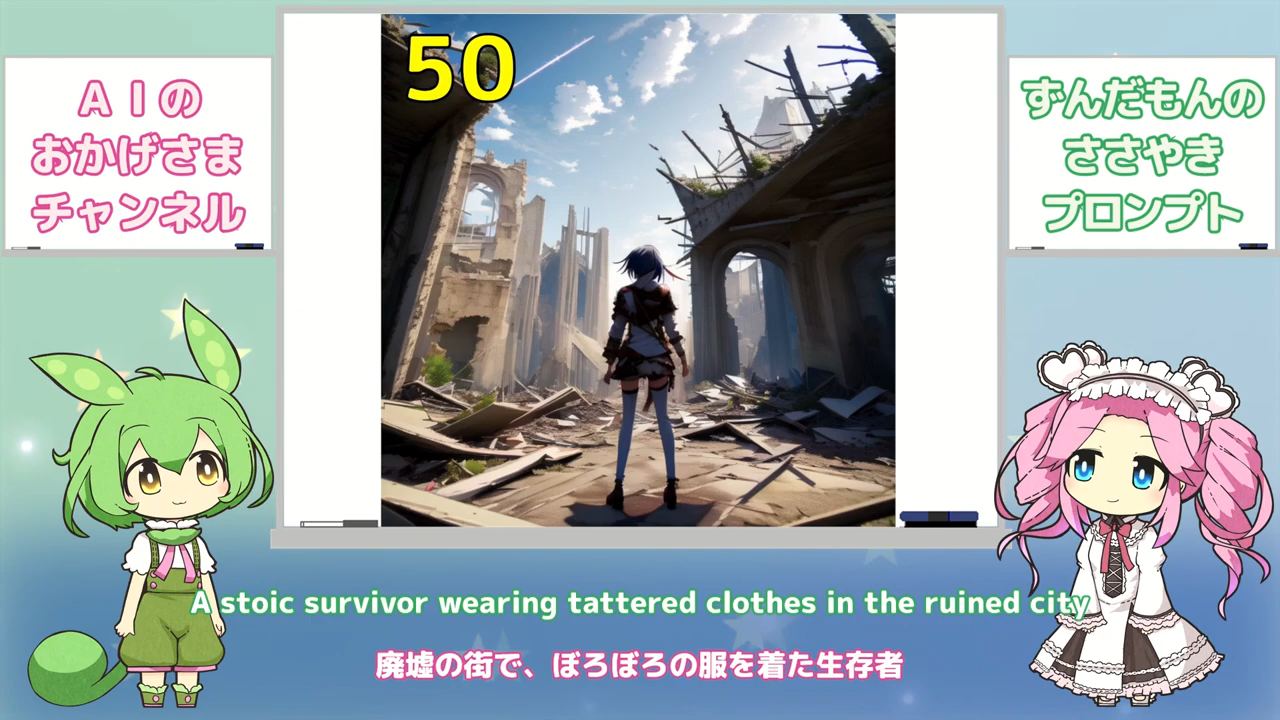 AIの
おかげさま
チャンネル
50
ずんだもんの
ささやき
プロンプト
A stoic survivor wearing tattered clothes in the ruined city
廃墟の街で、ぼろぼろの服を着た生存者